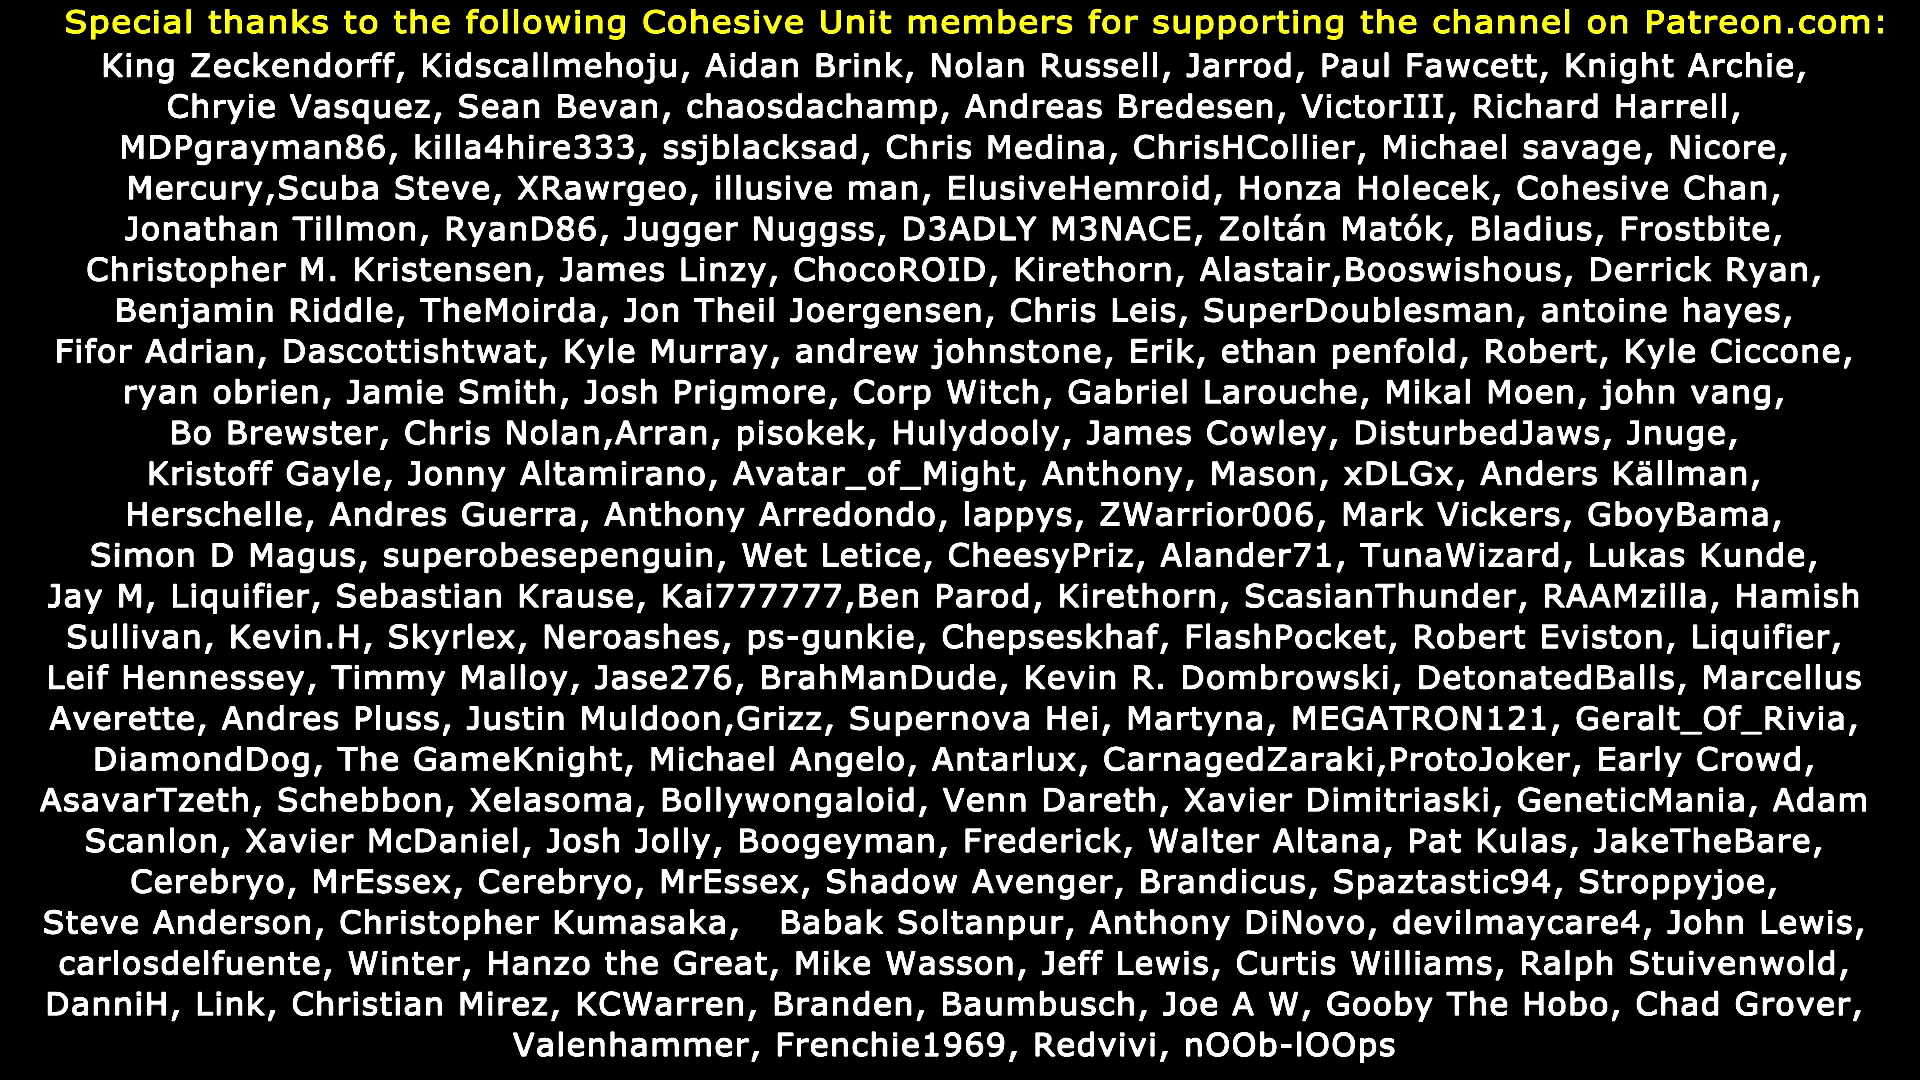 Special thanks to the following Cohesive Unit members for supporting the channel on Patreon.com:
King Zeckendorff, Kidscallmehoju, Aidan Brink, Nolan Russell, Jarrod, Paul Fawcett, Knight Archie,
Chryie Vasquez, Sean Bevan, chaosdachamp, Andreas Bredesen, VictorIII, Richard Harrell,
MDPgrayman86, killa4hire333, ssjblacksad, Chris Medina, ChrisHCollier, Michael savage, Nicore,
Mercury,Scuba Steve, XRawrgeo, illusive man, ElusiveHemroid, Honza Holecek, Cohesive Chan,
Jonathan Tillmon, RyanD86, Jugger Nuggss, D3ADLY M3NACE, Zoltán Matók, Bladius, Frostbite,
Christopher M. Kristensen, James Linzy, ChocoROID, Kirethorn, Alastair,Booswishous, Derrick Ryan,
Benjamin Riddle, TheMoirda, Jon Theil Joergensen, Chris Leis, SuperDoublesman, antoine hayes,
Fifor Adrian, Dascottishtwat, Kyle Murray, andrew johnstone, Erik, ethan penfold, Robert, Kyle Ciccone,
ryan obrien, Jamie Smith, Josh Prigmore, Corp Witch, Gabriel Larouche, Mikal Moen, john vang,
Bo Brewster, Chris Nolan,Arran, pisokek, Hulydooly, James Cowley, DisturbedJaws, Jnuge,
Kristoff Gayle, Jonny Altamirano, Avatar_of_Might, Anthony, Mason, xDLGx, Anders Källman,
Herschelle, Andres Guerra, Anthony Arredondo, lappys, ZWarrior006, Mark Vickers, GboyBama,
Simon D Magus, superobesepenguin, Wet Letice, CheesyPriz, Alander71, TunaWizard, Lukas Kunde,
Jay M, Liquifier, Sebastian Krause, Kai777777,Ben Parod, Kirethorn, ScasianThunder, RAAMzilla, Hamish
Sullivan, Kevin.H, Skyrlex, Neroashes, ps-gunkie, Chepseskhaf, FlashPocket, Robert Eviston, Liquifier,
Leif Hennessey, Timmy Malloy, Jase276, BrahManDude, Kevin R. Dombrowski, DetonatedBalls, Marcellus
Averette, Andres Pluss, Justin Muldoon,Grizz, Supernova Hei, Martyna, MEGATRON121, Geralt_Of_Rivia,
DiamondDog, The GameKnight, Michael Angelo, Antarlux, CarnagedZaraki,ProtoJoker, Early Crowd,
AsavarTzeth, Schebbon, Xelasoma, Bollywongaloid, Venn Dareth, Xavier Dimitriaski, GeneticMania, Adam
Scanlon, Xavier McDaniel, Josh Jolly, Boogeyman, Frederick, Walter Altana, Pat Kulas, JakeTheBare,
Cerebryo, MrEssex, Cerebryo, MrEssex, Shadow Avenger, Brandicus, Spaztastic94, Stroppyjoe,
Steve Anderson, Christopher Kumasaka, Babak Soltanpur, Anthony DiNovo, devilmaycare4, John Lewis,
carlosdelfuente, Winter, Hanzo the Great, Mike Wasson, Jeff Lewis, Curtis Williams, Ralph Stuivenwold,
DanniH, Link, Christian Mirez, KCWarren, Branden, Baumbusch, Joe A W, Gooby The Hobo, Chad Grover,
Valenhammer, Frenchie1969, Redvivi, nOOb-lOOps